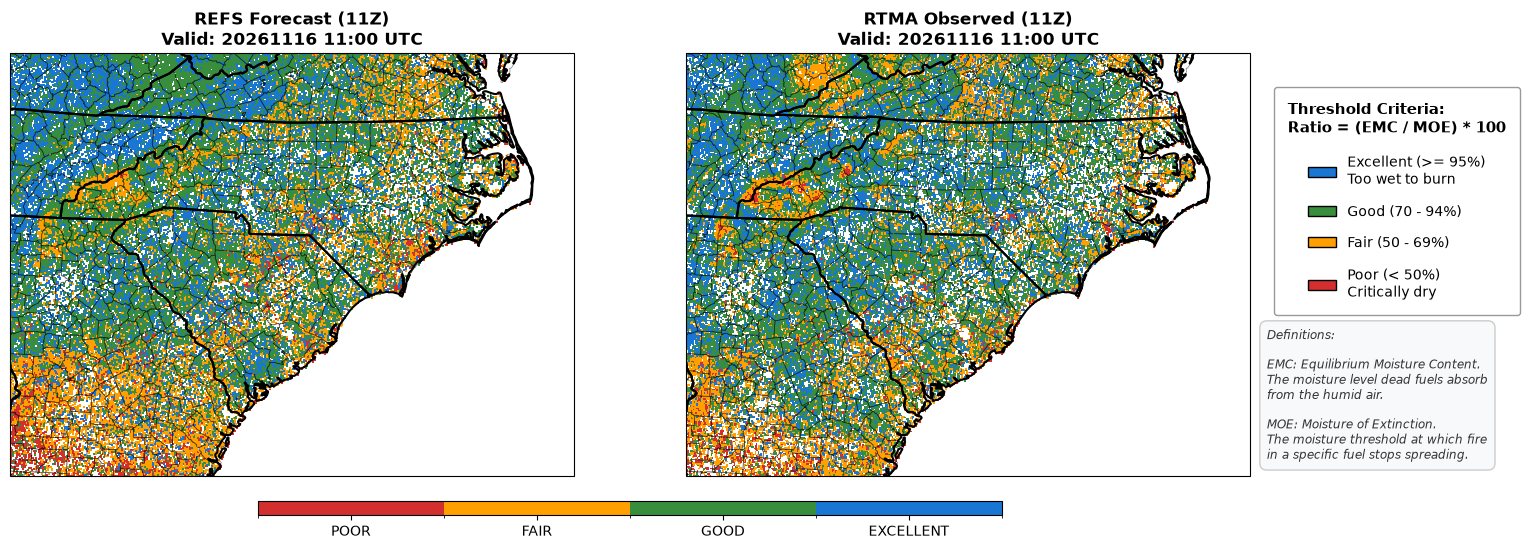 REFS Forecast (11Z)
Valid: 20261116 11:00 UTC
RTMA Observed (11Z)
Valid: 20261116 11:00 UTC
Threshold Criteria:
Ratio = (EMC / MOE) * 100
Excellent (>= 95%)
Too wet to burn
Good (70 - 94%)
Fair (50 - 69%)
Poor (< 50%)
Critically dry
Definitions:
EMC: Equilibrium Moisture Content.
The moisture level dead fuels absorb
from the humid air.
MOE: Moisture of Extinction.
The moisture threshold at which fire
in a specific fuel stops spreading.
POOR
FAIR
GOOD
EXCELLENT